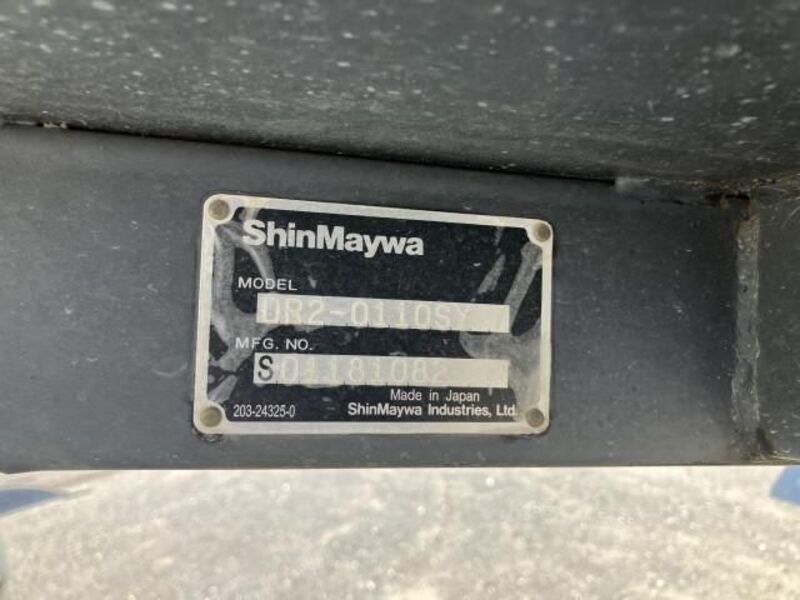 ShinMaywa
MODEL
DR2-0110SY
MFG. NO.
S01181082
Made in Japan
203-24325-0 ShinMaywa Industries, Ltd.